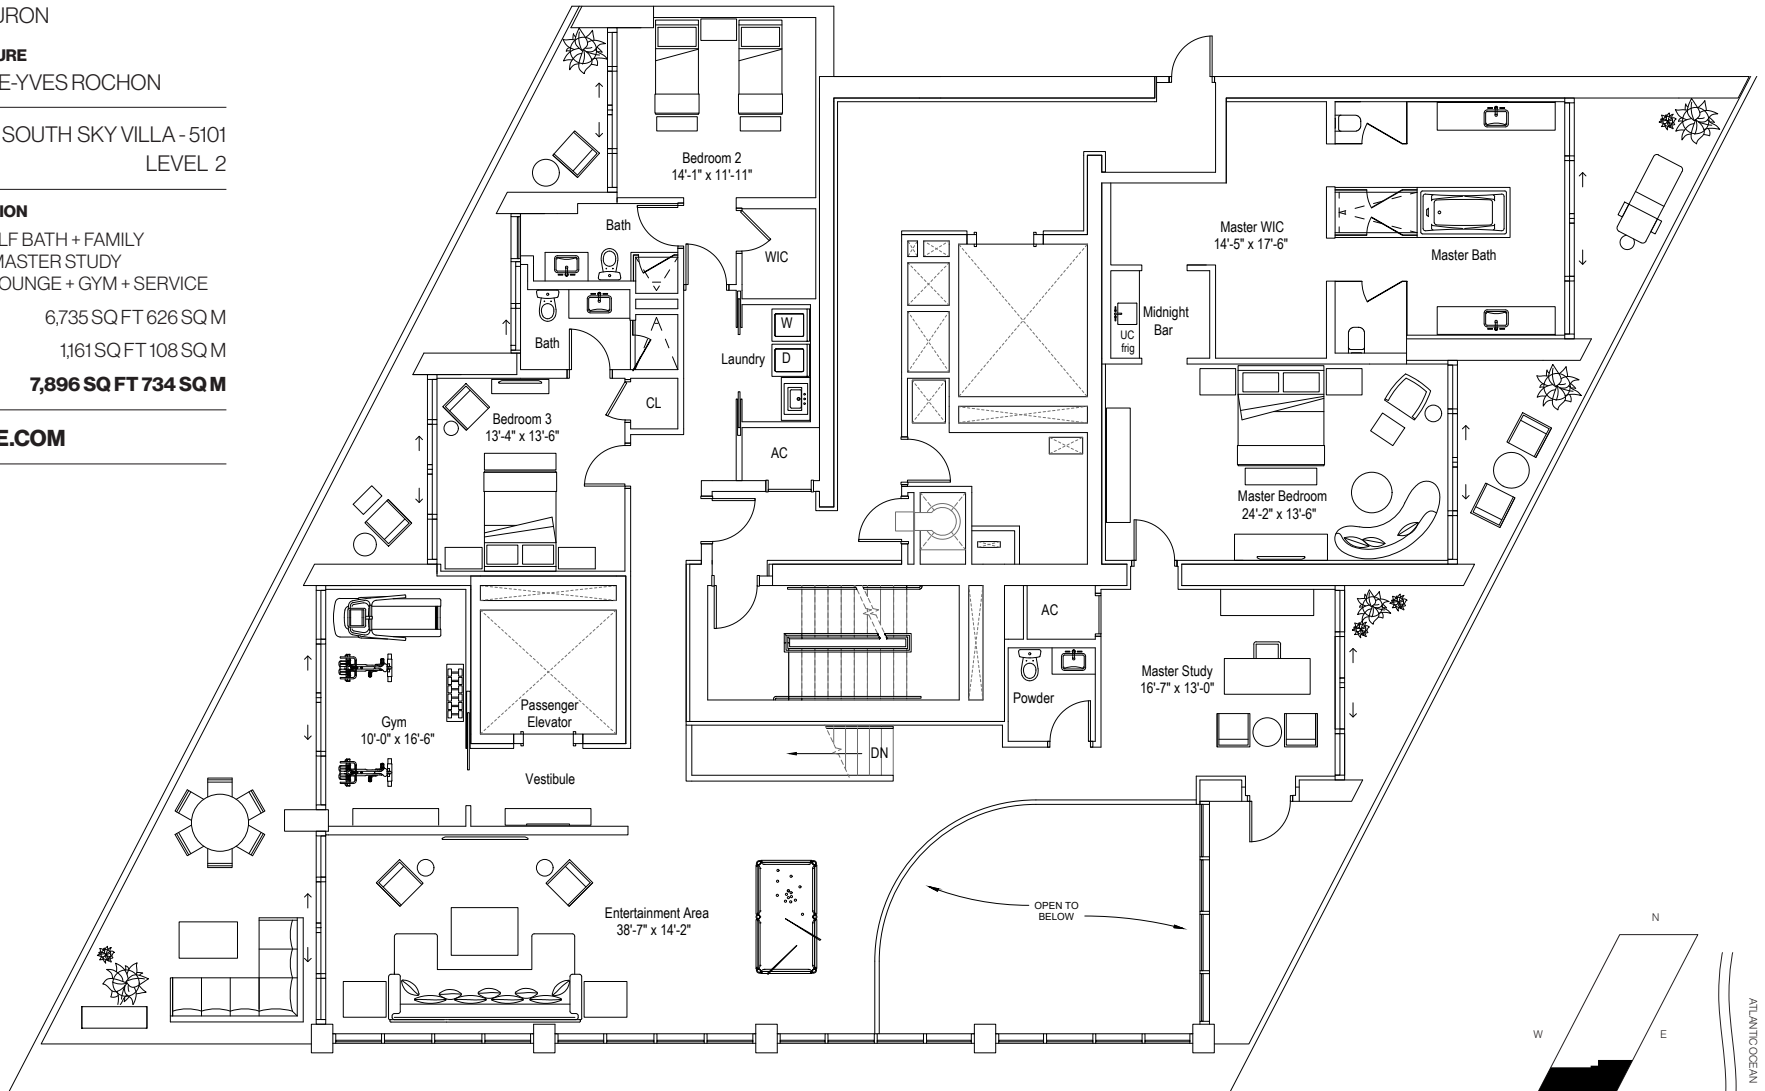 URON
URE
E-YVES ROCHON
SOUTH SKY VILLA - 5101
LEVEL 2
ION
LF BATH + FAMILY
MASTER STUDY
OUNGE + GYM + SERVICE
6,735 SQ FT 626 SQ M
1,161 SQ FT 108 SQ M
7,896 SQ FT 734 SQ M
E.COM
Bedroom 2
14'-1" x 11'-11"
Bath
WIC
Bath
W
Laundry
D
CL
Bedroom 3
13'-4" x 13'-6"
AC
Master WIC
14'-5" x 17'-6"
Master Bath
Midnight
Bar
UC
frig
Master Bedroom
24'-2" x 13'-6"
AC
Master Study
16'-7" x 13'-0"
Powder
Passenger
Elevator
Gym
10'-0" x 16'-6"
DN
Vestibule
Entertainment Area
38'-7" x 14'-2"
OPEN TO
BELOW
N
W
E
ATLANTIC OCEAN